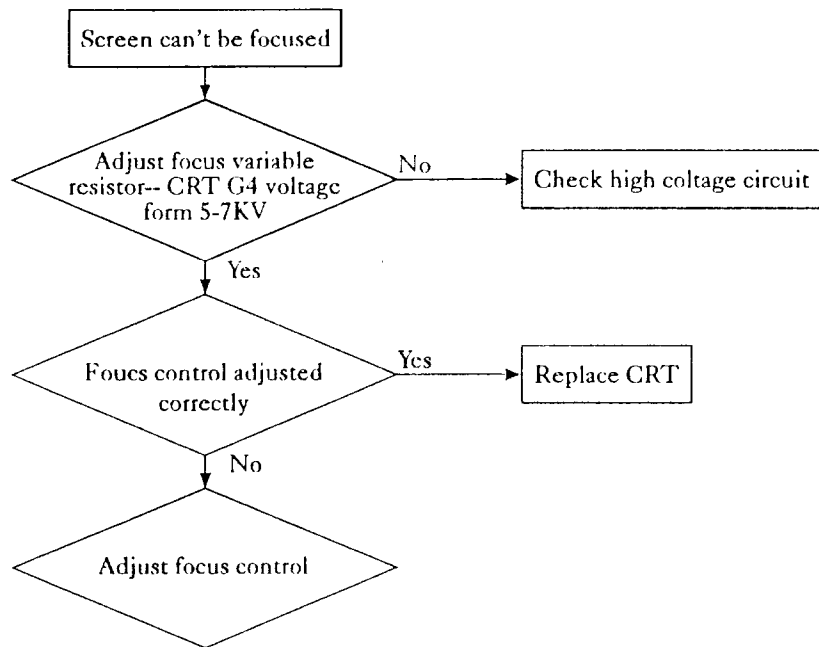 Screen can't be focused
Adjust focus variable
resistor-- CRT G4 voltage
form 5-7KV
No
Check high coltage circuit
Yes
Foucs control adjusted
correctly
Yes
Replace CRT
No
Adjust focus control